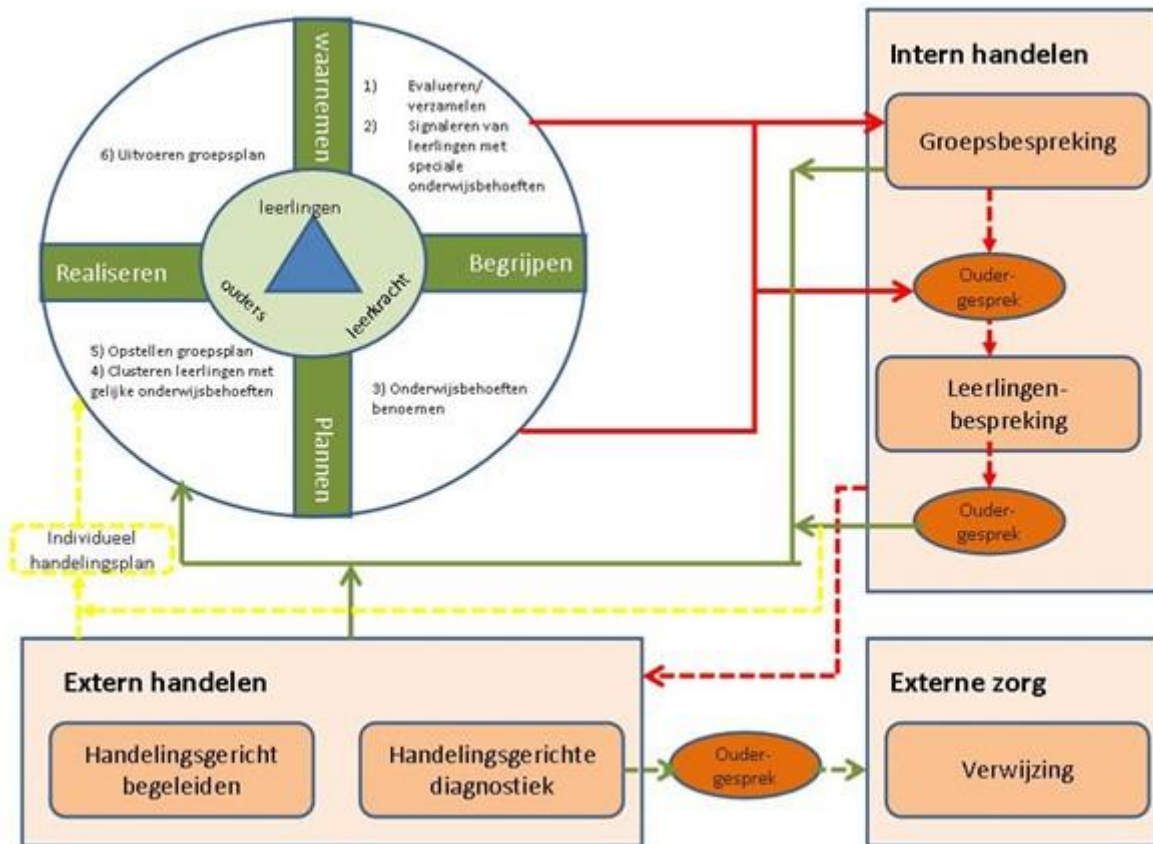 waarnemen
1) Evalueren/
verzamelen
2) Signaleren van
leerlingen met
speciale
onderwijsbehoeften
6) Uitvoeren groepsplan
leerlingen
Realiseren
Begrijpen
ouders
leerkracht
5) Opstellen groepsplan
4) Clusteren leerlingen met
gelijke onderwijsbehoeften
3) Onderwijsbehoeften
benoemen
Plannen
Individueel
handelingsplan
Intern handelen
Groepsbespreking
Ouder-
gesprek
Leerlingen-
bespreking
Ouder-
gesprek
Extern handelen
Handelingsgericht
begeleiden
Handelingsgerichte
diagnostiek
Ouder-
gesprek
Externe zorg
Verwijzing